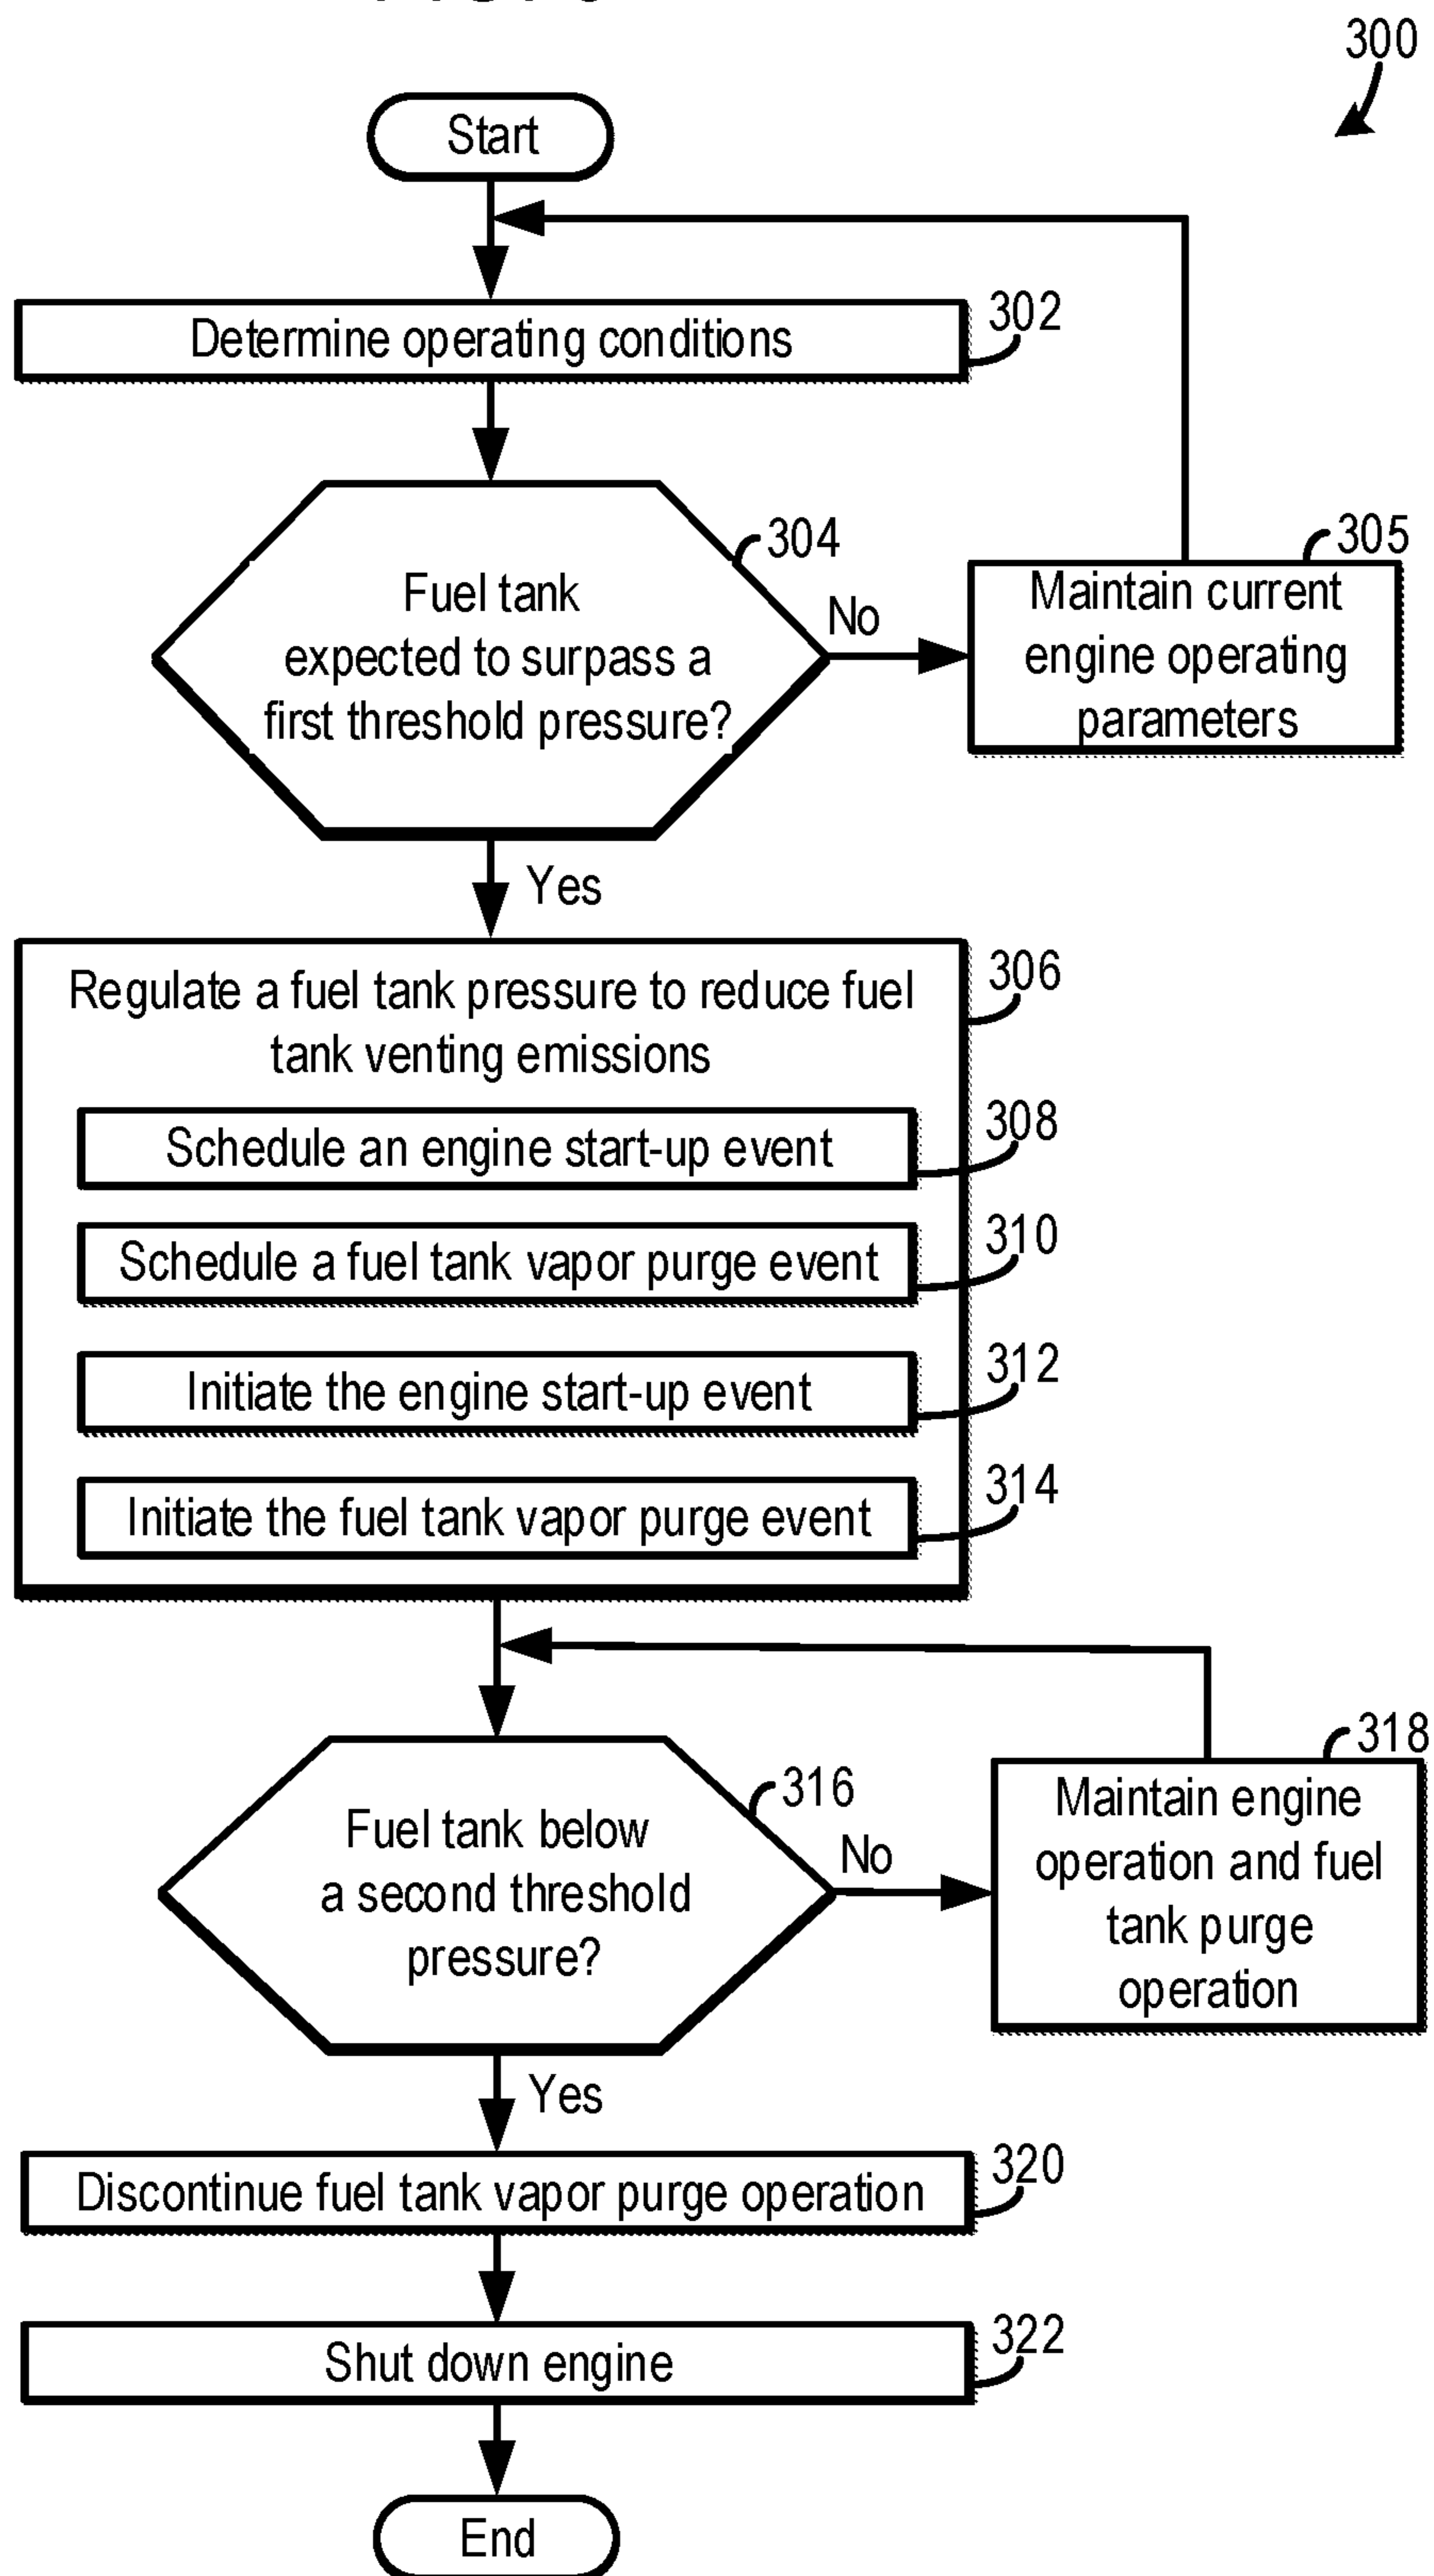 300
Start
Determine operating conditions
302
304
Fuel tank
expected to surpass a
first threshold pressure?
No
305
Maintain current
engine operating
parameters
Yes
306
Regulate a fuel tank pressure to reduce fuel
tank venting emissions
308
Schedule an engine start-up event
310
Schedule a fuel tank vapor purge event
312
Initiate the engine start-up event
314
Initiate the fuel tank vapor purge event
316
Fuel tank below
a second threshold
pressure?
No
318
Maintain engine
operation and fuel
tank purge
operation
Yes
320
Discontinue fuel tank vapor purge operation
322
Shut down engine
End